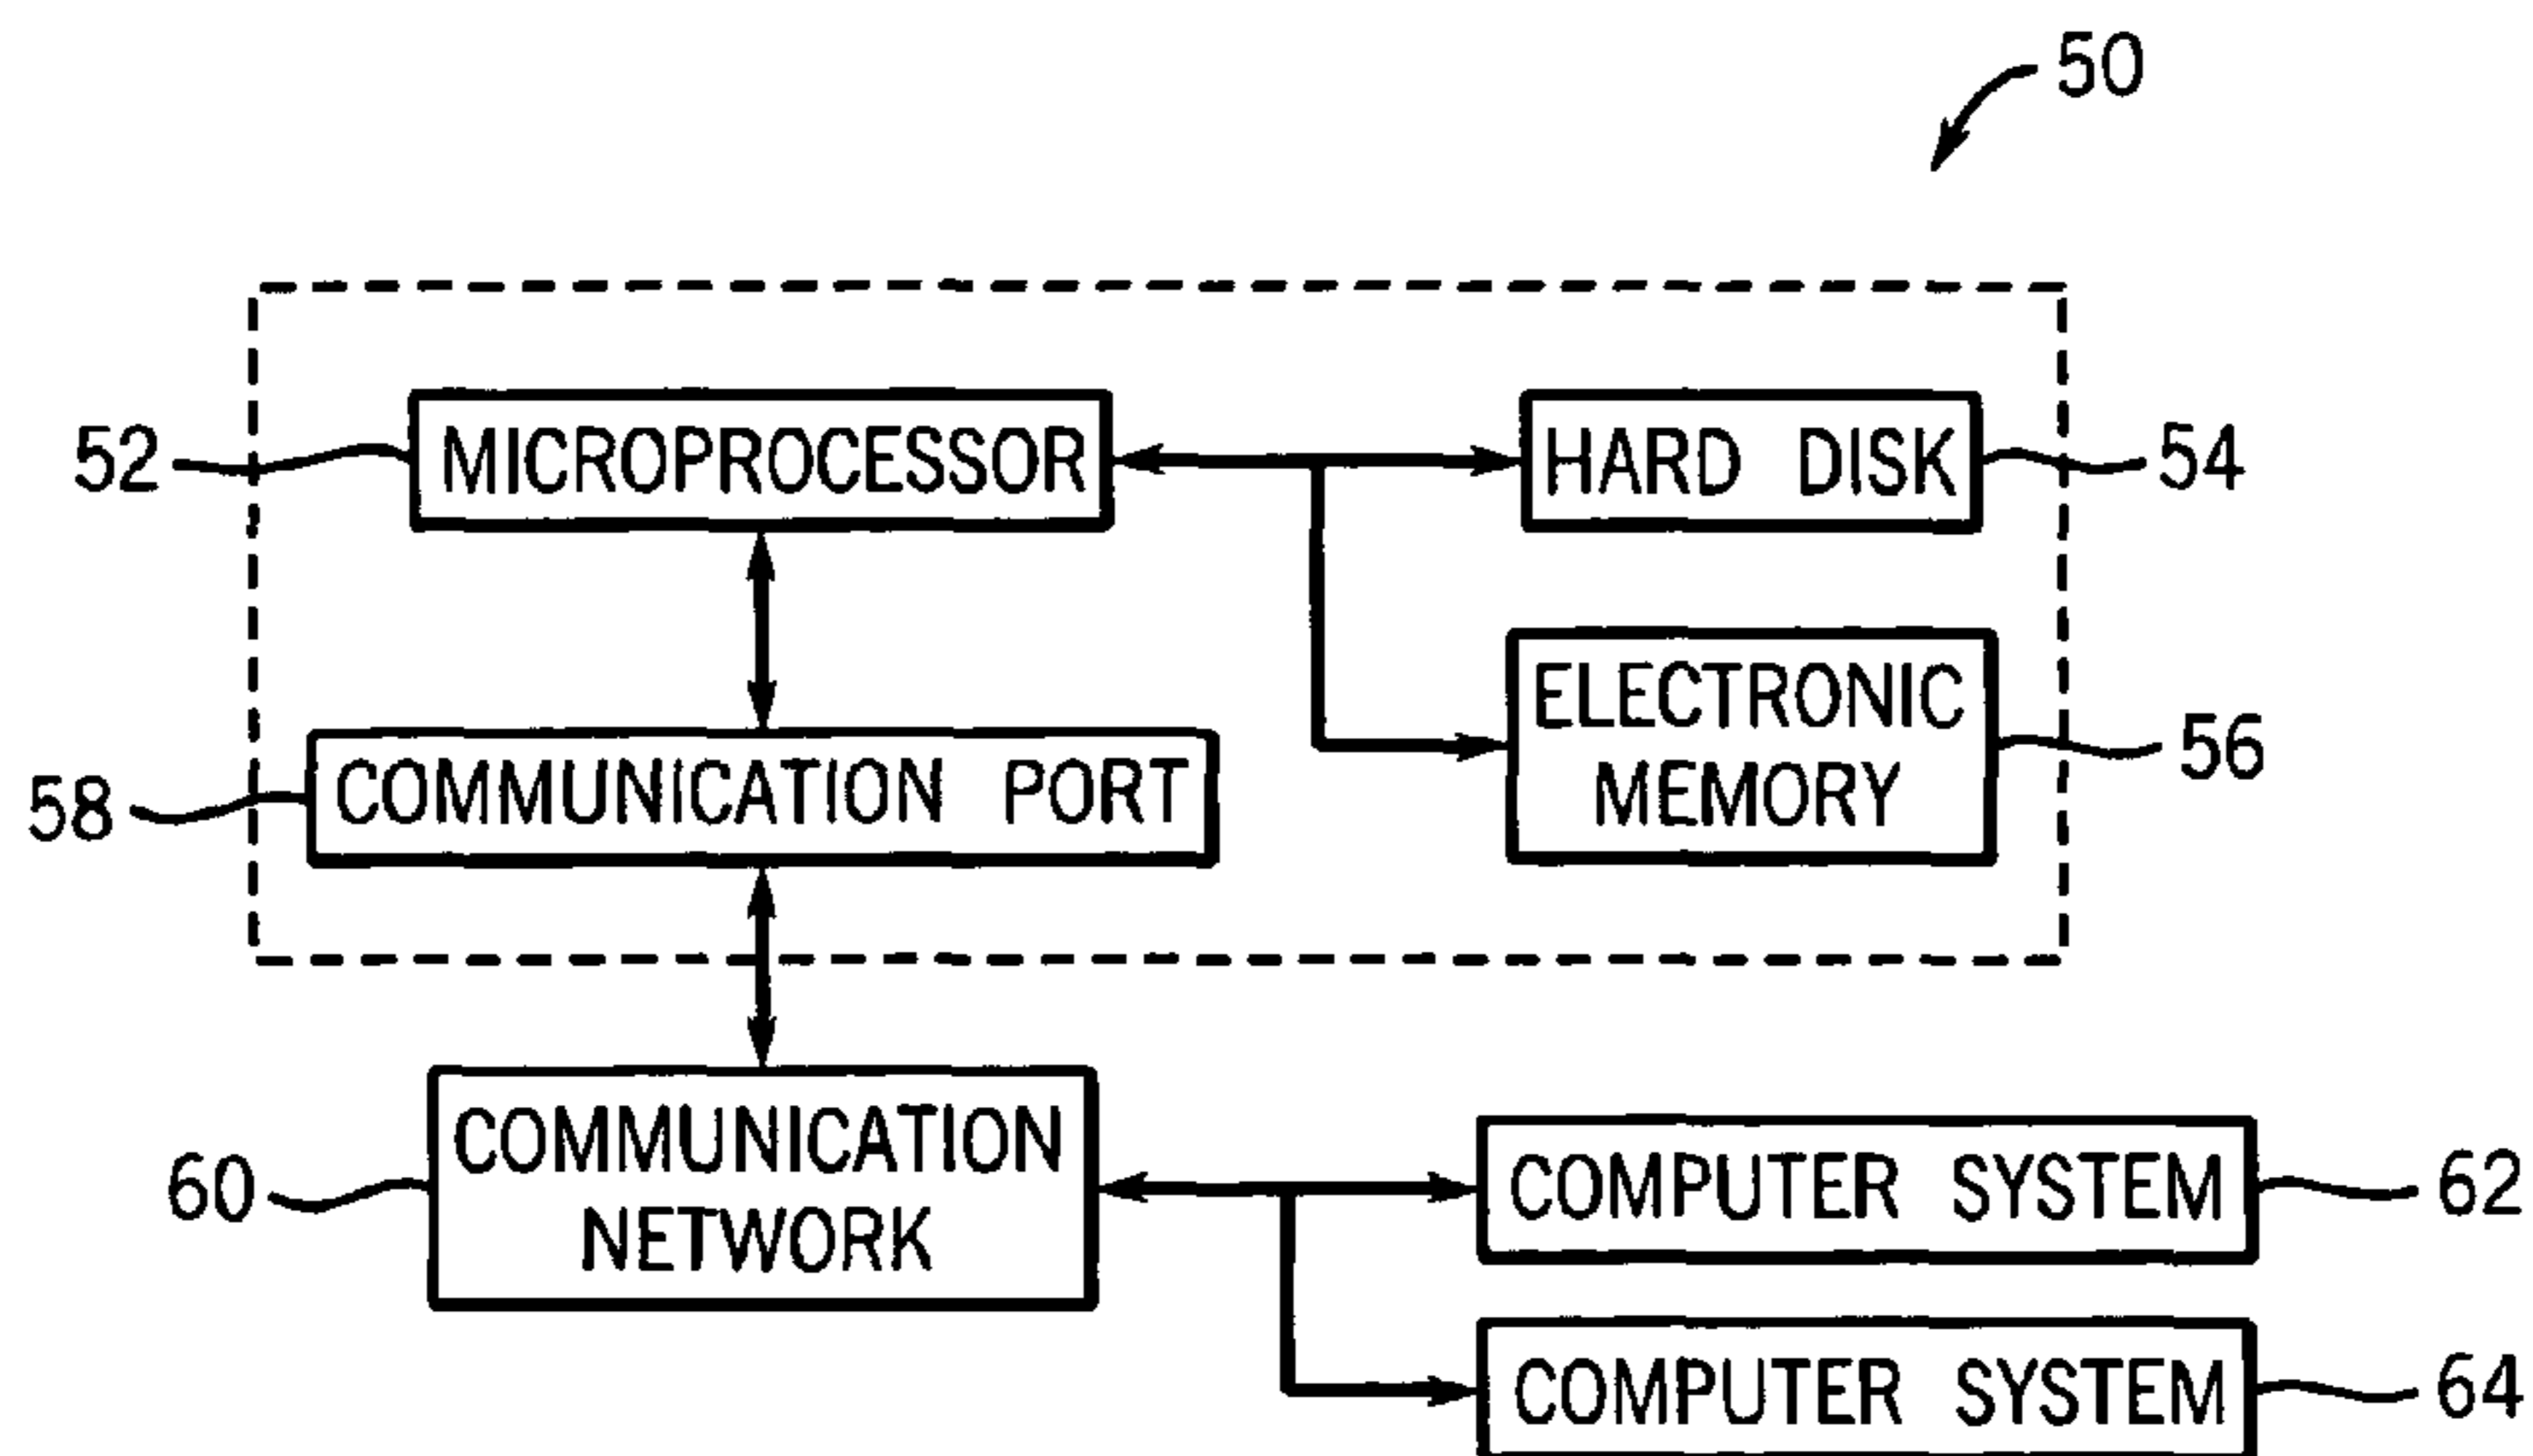 50
52
MICROPROCESSOR
HARD DISK
54
ELECTRONIC
MEMORY
56
58
COMMUNICATION PORT
60
COMMUNICATION
NETWORK
COMPUTER SYSTEM
62
COMPUTER SYSTEM
64